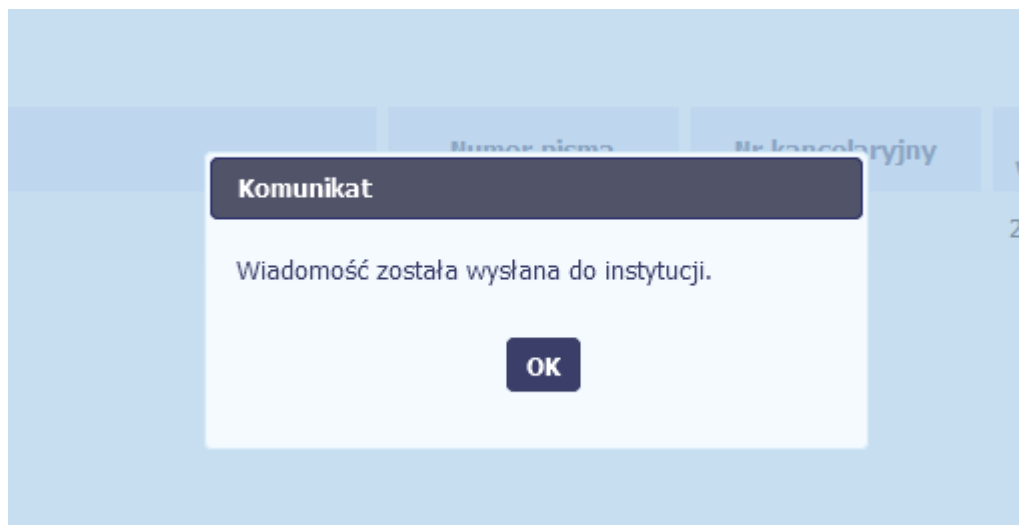 Numer pisma
Nr kancelaryjny
Komunikat
Wiadomość została wysłana do instytucji.
OK